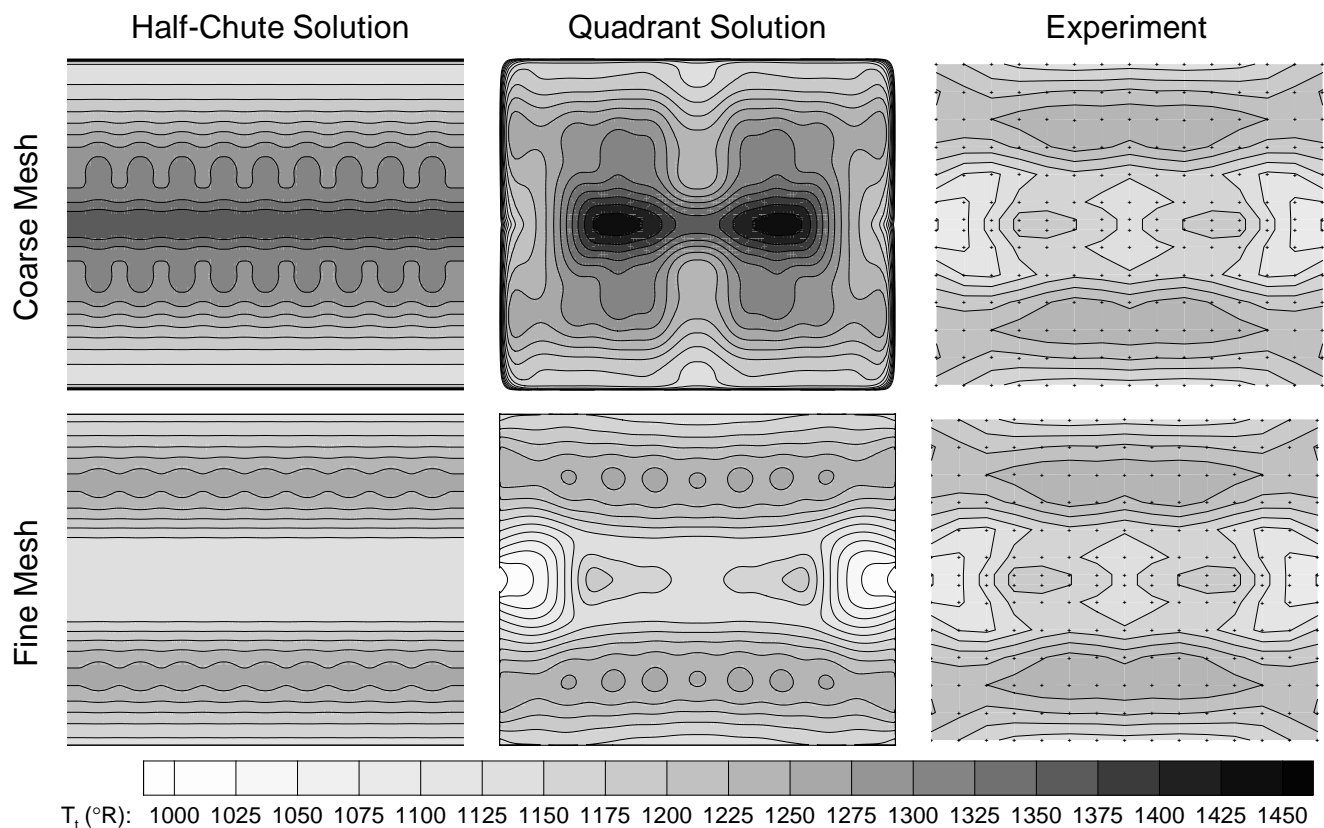 Half-Chute Solution
Quadrant Solution
Experiment
Coarse Mesh
Fine Mesh
T_t (°R): 1000 1025 1050 1075 1100 1125 1150 1175 1200 1225 1250 1275 1300 1325 1350 1375 1400 1425 1450